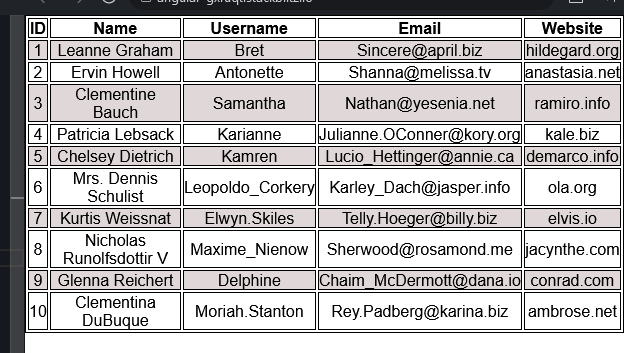 ID Name Username Email Website
1 Leanne Graham Bret Sincere@april.biz hildegard.org
2 Ervin Howell Antonette Shanna@melissa.tv anastasia.net
3 Clementine Bauch Samantha Nathan@yesenia.net ramiro.info
4 Patricia Lebsack Karianne Julianne.OConner@kory.org kale.biz
5 Chelsey Dietrich Kamren Lucio_Hettinger@annie.ca demarco.info
6 Mrs. Dennis Schulist Leopoldo_Corkery Karley_Dach@jasper.info ola.org
7 Kurtis Weissnat Elwyn.Skiles Telly.Hoeger@billy.biz elvis.io
8 Nicholas Runolfsdottir V Maxime_Nienow Sherwood@rosamond.me jacynthe.com
9 Glenna Reichert Delphine Chaim_McDermott@dana.io conrad.com
10 Clementina DuBuque Moriah.Stanton Rey.Padberg@karina.biz ambrose.net